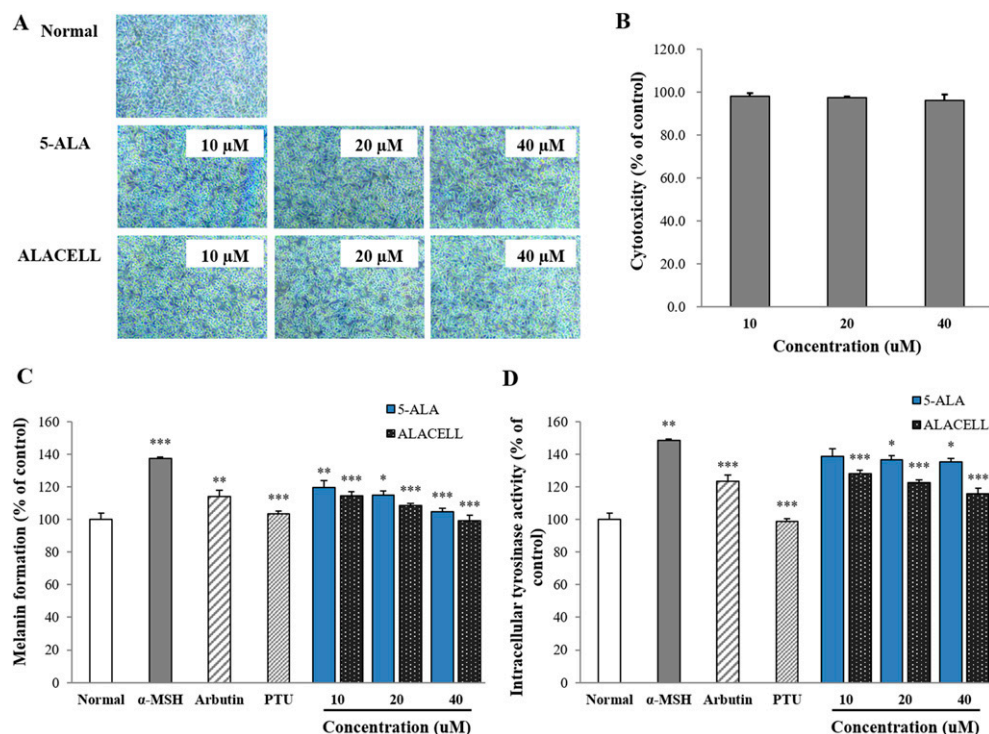 A
Normal
5-ALA
10 µM
20 µM
40 µM
ALACELL
10 µM
20 µM
40 µM
B
Cytotoxicity (% of control)
120.0
100.0
80.0
60.0
40.0
20.0
0.0
10
20
40
Concentration (uM)
C
Melanin formation (% of control)
160
140
120
100
80
60
40
20
0
5-ALA
ALACELL
***
**
***
**
***
*
***
***
***
Normal
α-MSH
Arbutin
PTU
10
20
40
Concentration (uM)
D
Intracellular tyrosinase activity (% of
control)
160
140
120
100
80
60
40
20
0
5-ALA
ALACELL
**
***
***
***
*
***
*
***
Normal
α-MSH
Arbutin
PTU
10
20
40
Concentration (uM)